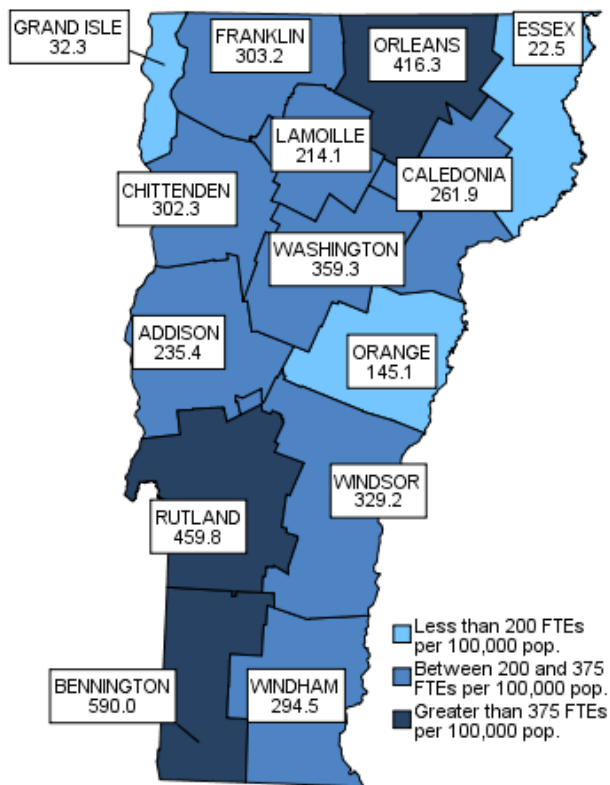 GRAND ISLE
32.3
FRANKLIN
303.2
ORLEANS
416.3
ESSEX
22.5
LAMOILLE
214.1
CALEDONIA
261.9
CHITTENDEN
302.3
WASHINGTON
359.3
ADDISON
235.4
ORANGE
145.1
WINDSOR
329.2
RUTLAND
459.8
BENNINGTON
590.0
WINDHAM
294.5
Less than 200 FTEs
per 100,000 pop.
Between 200 and 375
FTEs per 100,000 pop.
Greater than 375 FTEs
per 100,000 pop.